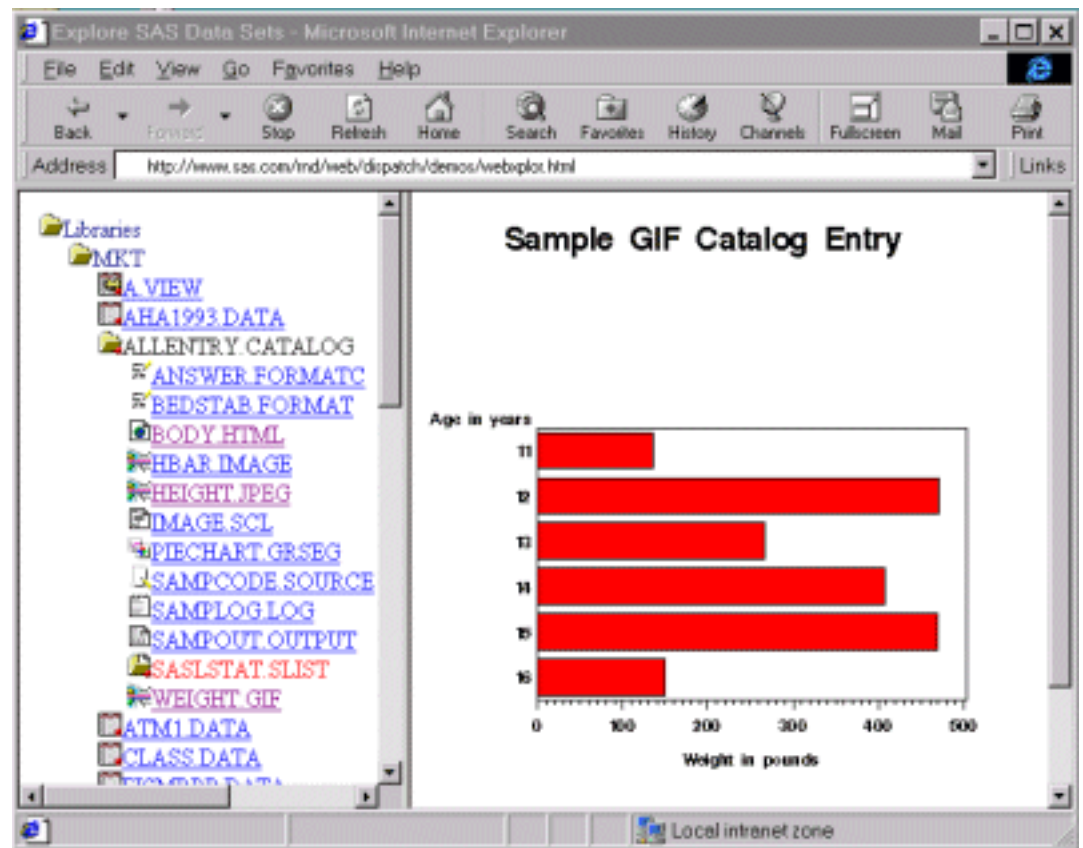 Explore SAS Data Sets - Microsoft Internet Explorer
File Edit View Go Favorites Help
Back Forward Stop Refresh Home Search Favorites History Channels Fullscreen Mail Print
Address http://www.sas.com/rnd/web/dispatch/demos/webxplor.html Links
Libraries
MKT
A.VIEW
AHA1993.DATA
ALLENTRY.CATALOG
ANSWER.FORMATC
BEDSTAB.FORMAT
BODY.HTML
HBAR.IMAGE
HEIGHT.JPEG
IMAGE.SCL
PIECHART.GRSEG
SAMPCODE.SOURCE
SAMPLOG.LOG
SAMPOUT.OUTPUT
SASLSTAT.SLIST
WEIGHT.GIF
ATM1.DATA
CLASS.DATA
Sample GIF Catalog Entry
Age in years
11
12
13
14
15
16
0 100 200 300 400 500
Weight in pounds
Local intranet zone